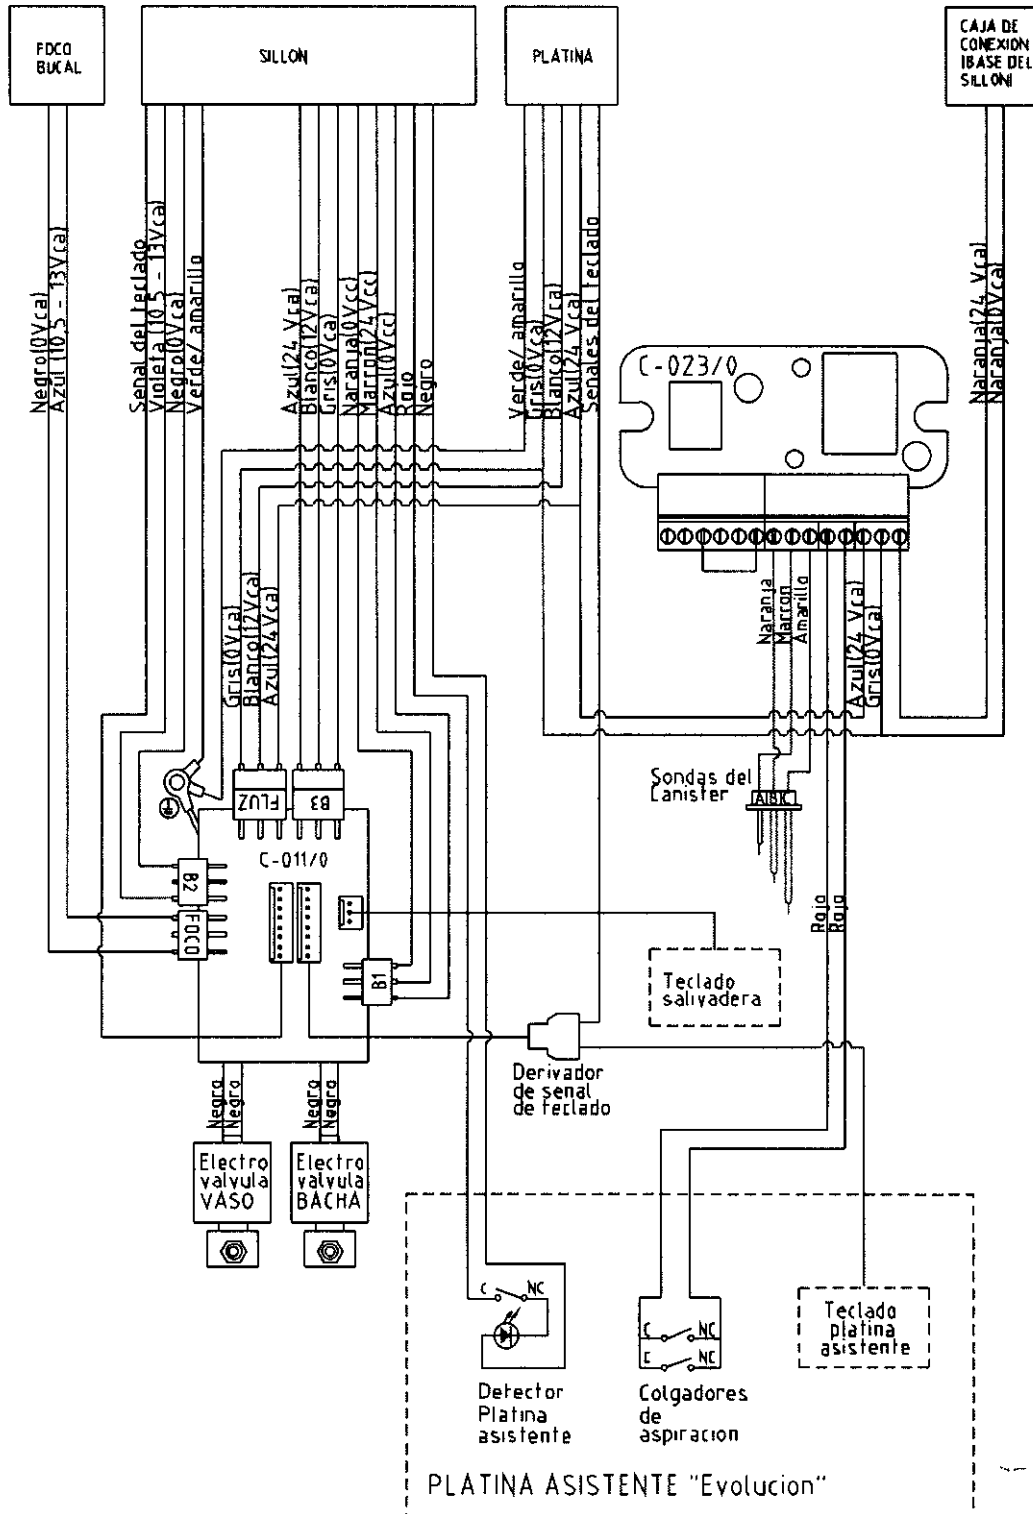 FOCO
BUCAL
SILLON
PLATINA
CAJA DE
CONEXION
(BASE DEL
SILLON)
Negro(0Vca)
Azul (10,5 - 13Vca)
Senal del teclado
Violeta (10.5 - 13Vca)
Negro(0Vca)
Verde/ amarillo
Azul(24 Vca)
Blanco(12Vca)
Gris(0Vca)
Naranja(0Vcc)
Marron(24Vcc)
Azul(0Vcc)
Rojo
Negro
Verde/ amarillo
Gris(0Vca)
Blanco(12Vca)
Azul(24 Vca)
Senales del teclado
Naranja(24 Vca)
Naranja(0Vca)
C-023/0
Naranja
Marron
Amarillo
Azul(24 Vca)
Gris(0Vca)
Gris(0Vca)
Blanco(12Vca)
Azul(24Vca)
Sondas del
Canister
A B C
FLUZ
B3
C-011/0
B2
FOCO
B1
Rojo
Rojo
Teclado
salivadera
Derivador
de senal
de teclado
Negro
Negro
Negro
Negro
Electro
valvula
VASO
Electro
valvula
BACHA
C NC
C NC
C NC
Teclado
platina
asistente
Detector
Platina
asistente
Colgadores
de
aspiracion
PLATINA ASISTENTE "Evolucion"